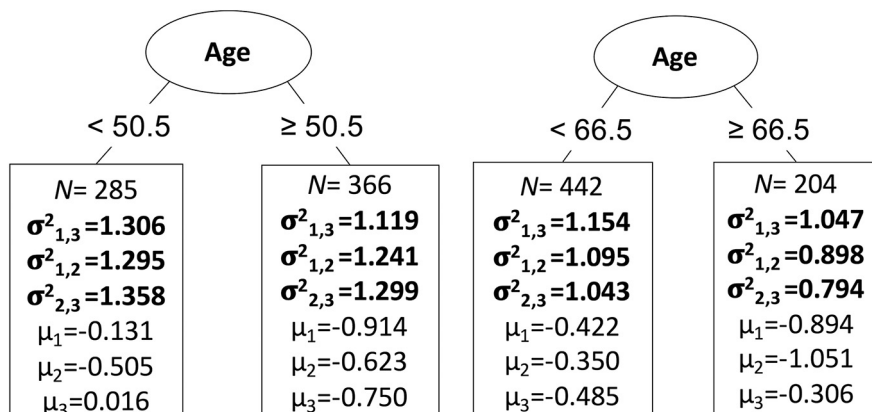 Age
< 50.5
≥ 50.5
N= 285
σ²₁,₃=1.306
σ²₁,₂=1.295
σ²₂,₃=1.358
μ₁=-0.131
μ₂=-0.505
μ₃=0.016
N= 366
σ²₁,₃=1.119
σ²₁,₂=1.241
σ²₂,₃=1.299
μ₁=-0.914
μ₂=-0.623
μ₃=-0.750
Age
< 66.5
≥ 66.5
N= 442
σ²₁,₃=1.154
σ²₁,₂=1.095
σ²₂,₃=1.043
μ₁=-0.422
μ₂=-0.350
μ₃=-0.485
N= 204
σ²₁,₃=1.047
σ²₁,₂=0.898
σ²₂,₃=0.794
μ₁=-0.894
μ₂=-1.051
μ₃=-0.306